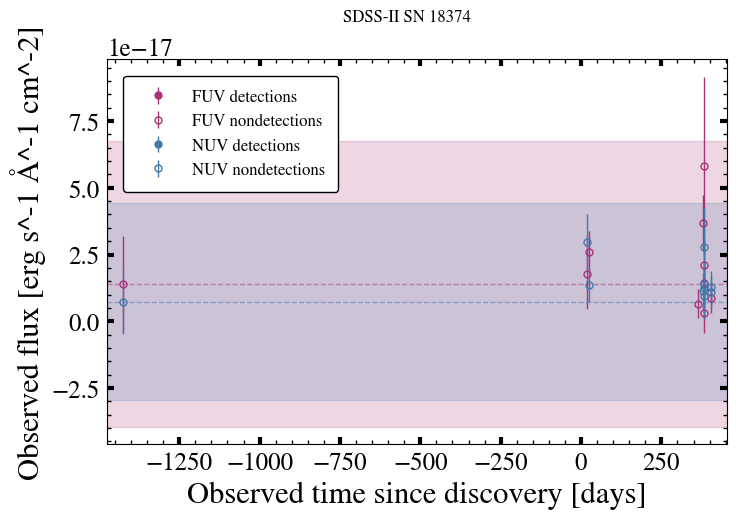 SDSS-II SN 18374
1e−17
FUV detections
FUV nondetections
NUV detections
NUV nondetections
7.5
5.0
2.5
0.0
−2.5
Observed flux [erg s^-1 Å^-1 cm^-2]
−1250 −1000 −750 −500 −250 0 250
Observed time since discovery [days]